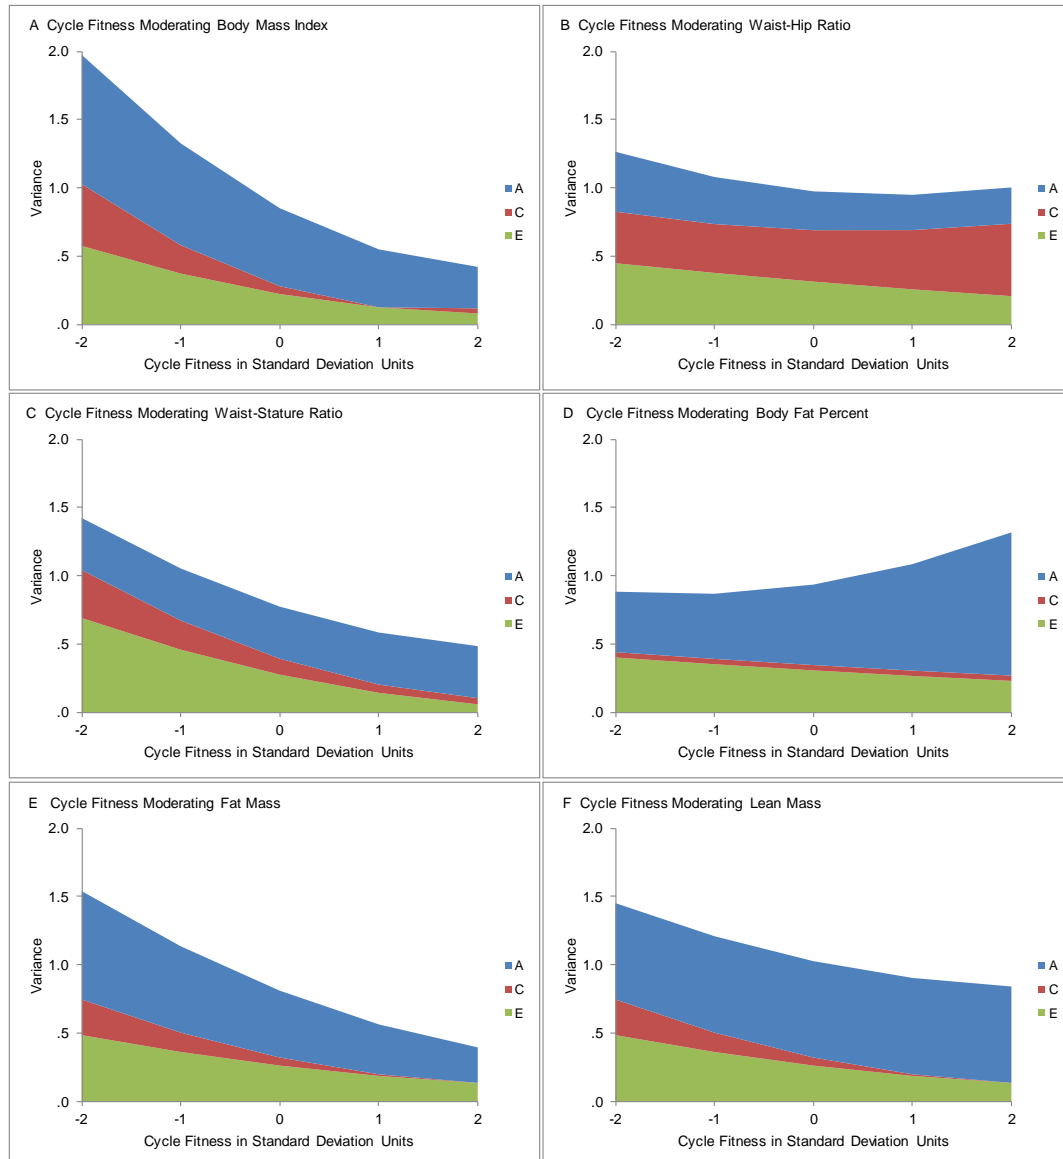 A Cycle Fitness Moderating Body Mass Index
2.0
1.5
1.0
.5
.0
Variance
-2 -1 0 1 2
Cycle Fitness in Standard Deviation Units
A
C
E
B Cycle Fitness Moderating Waist-Hip Ratio
2.0
1.5
1.0
.5
.0
Variance
-2 -1 0 1 2
Cycle Fitness in Standard Deviation Units
A
C
E
C Cycle Fitness Moderating Waist-Stature Ratio
2.0
1.5
1.0
.5
.0
Variance
-2 -1 0 1 2
Cycle Fitness in Standard Deviation Units
A
C
E
D Cycle Fitness Moderating Body Fat Percent
2.0
1.5
1.0
.5
.0
Variance
-2 -1 0 1 2
Cycle Fitness in Standard Deviation Units
A
C
E
E Cycle Fitness Moderating Fat Mass
2.0
1.5
1.0
.5
.0
Variance
-2 -1 0 1 2
Cycle Fitness in Standard Deviation Units
A
C
E
F Cycle Fitness Moderating Lean Mass
2.0
1.5
1.0
.5
.0
Variance
-2 -1 0 1 2
Cycle Fitness in Standard Deviation Units
A
C
E